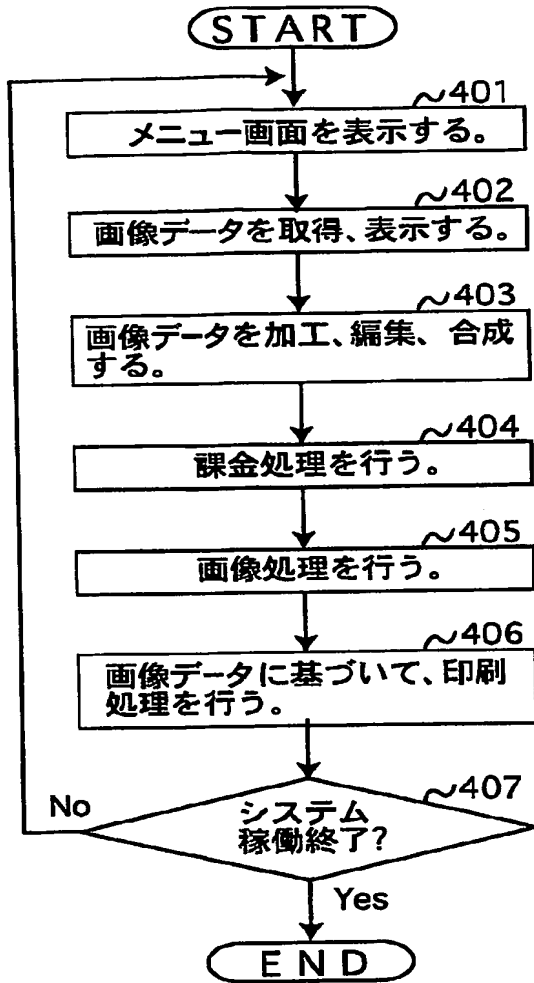 START
401
メニュー画面を表示する。
402
画像データを取得、表示する。
403
画像データを加工、編集、合成
する。
404
課金処理を行う。
405
画像処理を行う。
406
画像データに基づいて、印刷
処理を行う。
407
No
システム
稼働終了?
Yes
END